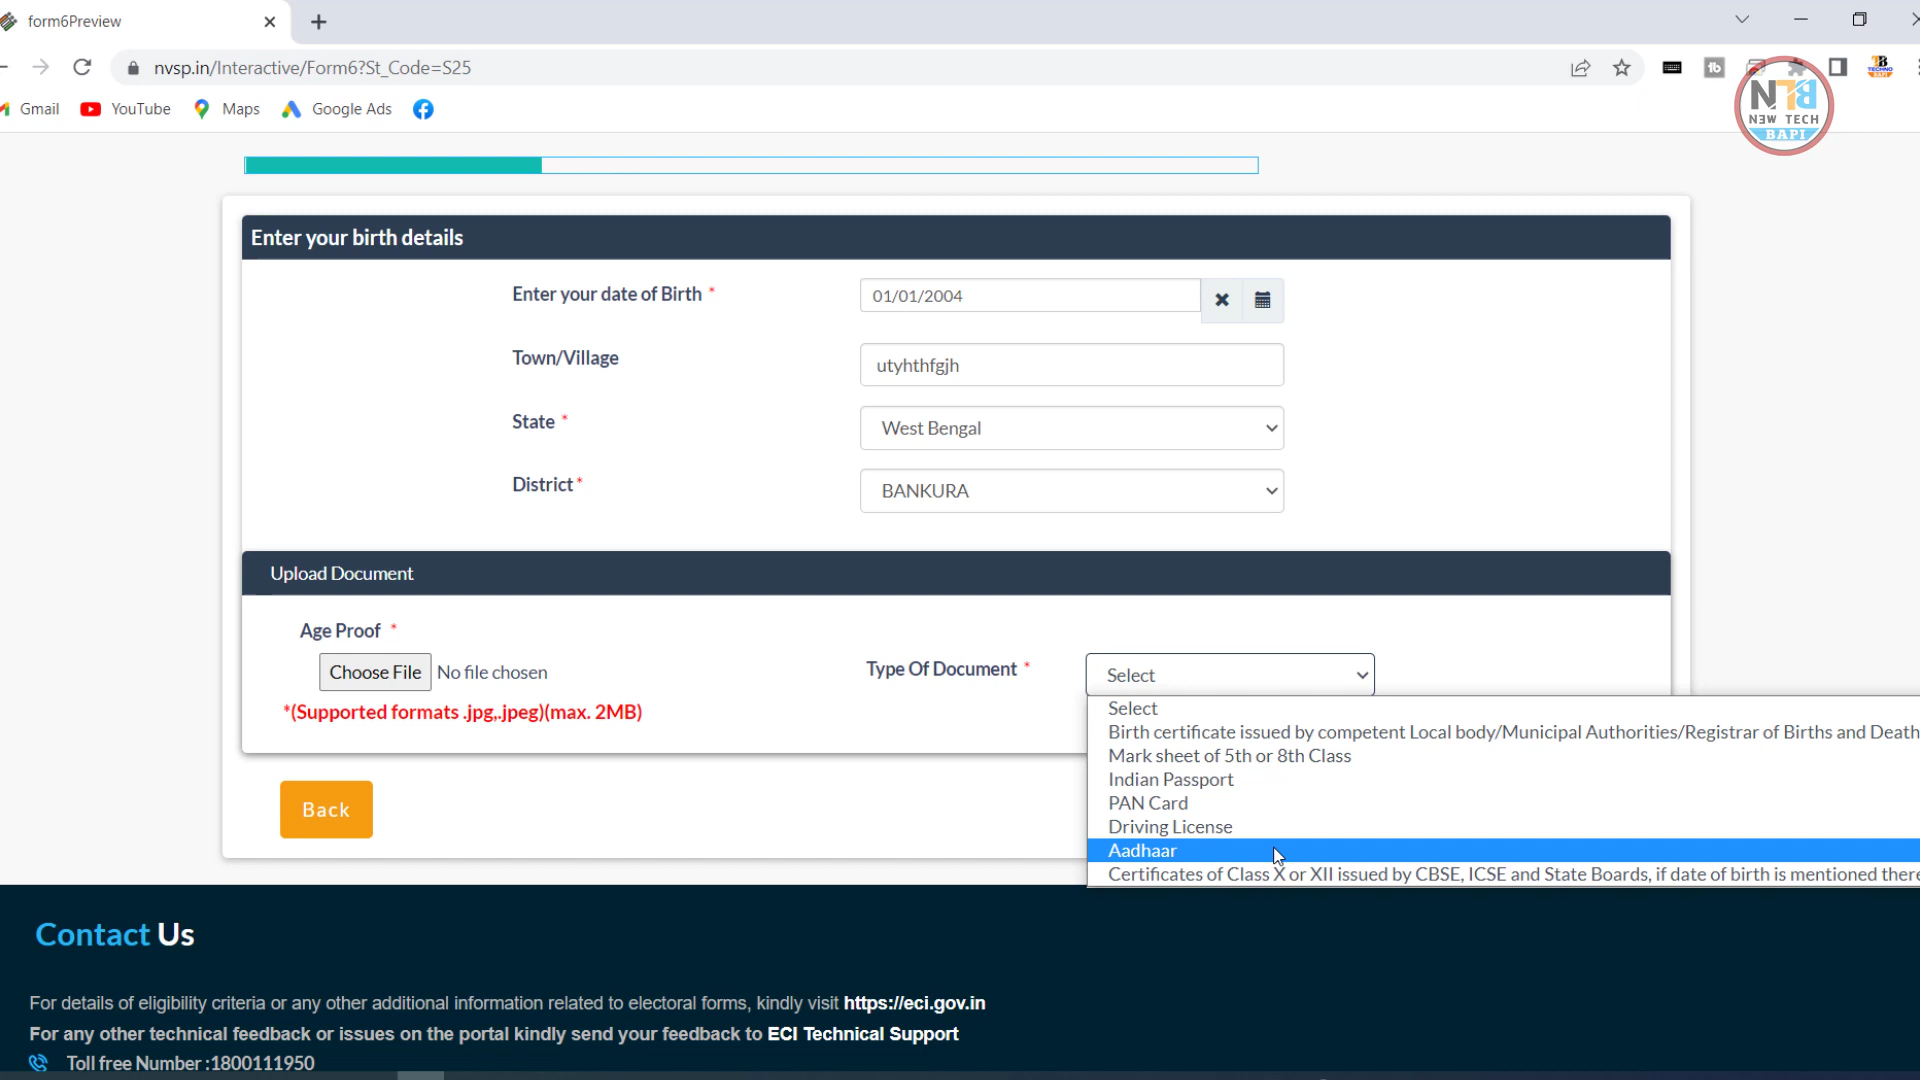 form6Preview
nvsp.in/Interactive/Form6?St_Code=S25
Gmail YouTube Maps Google Ads
NTB
N3W TECH
BAPI
Enter your birth details
Enter your date of Birth * 01/01/2004
Town/Village utyhthfgjh
State * West Bengal
District * BANKURA
Upload Document
Age Proof *
Choose File No file chosen
Type Of Document * Select
*(Supported formats .jpg,.jpeg)(max. 2MB)
Select
Birth certificate issued by competent Local body/Municipal Authorities/Registrar of Births and Death
Mark sheet of 5th or 8th Class
Indian Passport
PAN Card
Driving License
Aadhaar
Certificates of Class X or XII issued by CBSE, ICSE and State Boards, if date of birth is mentioned there
Back
Contact Us
For details of eligibility criteria or any other additional information related to electoral forms, kindly visit https://eci.gov.in
For any other technical feedback or issues on the portal kindly send your feedback to ECI Technical Support
Toll free Number :1800111950